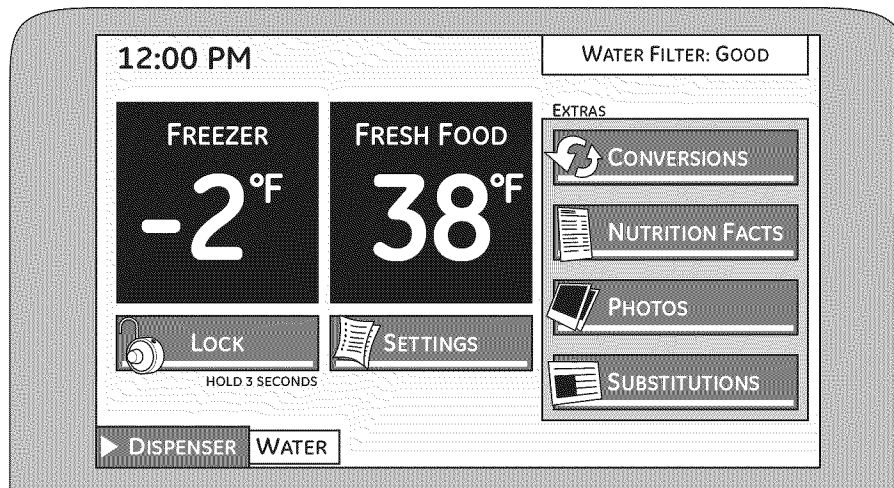 12:00 PM
WATER FILTER: GOOD
FREEZER
-2°F
FRESH FOOD
38°F
EXTRAS
CONVERSIONS
NUTRITION FACTS
PHOTOS
SUBSTITUTIONS
LOCK
HOLD 3 SECONDS
SETTINGS
DISPENSER
WATER